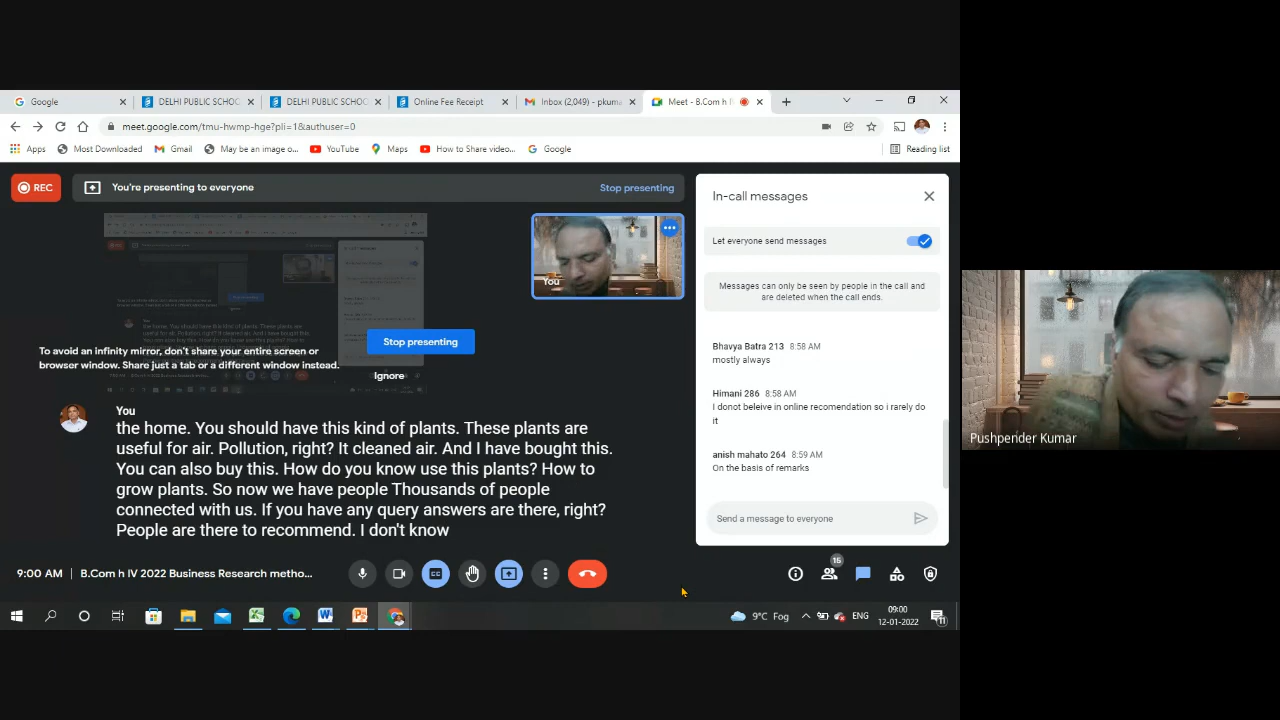 Google
DELHI PUBLIC SCHOO
DELHI PUBLIC SCHOO
Online Fee Receipt
Inbox (2,049) - pkuma
Meet - B.Com h I
meet.google.com/tmu-hwmp-hge?pli=1&authuser=0
Apps
Most Downloaded
Gmail
May be an image o...
YouTube
Maps
How to Share video...
Google
Reading list
REC
You're presenting to everyone
Stop presenting
You
Stop presenting
To avoid an infinity mirror, don't share your entire screen or
browser window. Share just a tab or a different window instead.
Ignore
You
the home. You should have this kind of plants. These plants are
useful for air. Pollution, right? It cleaned air. And I have bought this.
You can also buy this. How do you know use this plants? How to
grow plants. So now we have people Thousands of people
connected with us. If you have any query answers are there, right?
People are there to recommend. I don't know
In-call messages
Let everyone send messages
Messages can only be seen by people in the call and
are deleted when the call ends.
Bhavya Batra 213 8:58 AM
mostly always
Himani 286 8:58 AM
I donot beleive in online recomendation so i rarely do
it
anish mahato 264 8:59 AM
On the basis of remarks
Send a message to everyone
Pushpender Kumar
9:00 AM | B.Com h IV 2022 Business Research metho...
CC
16
9°C Fog
ENG
09:00
12-01-2022
11